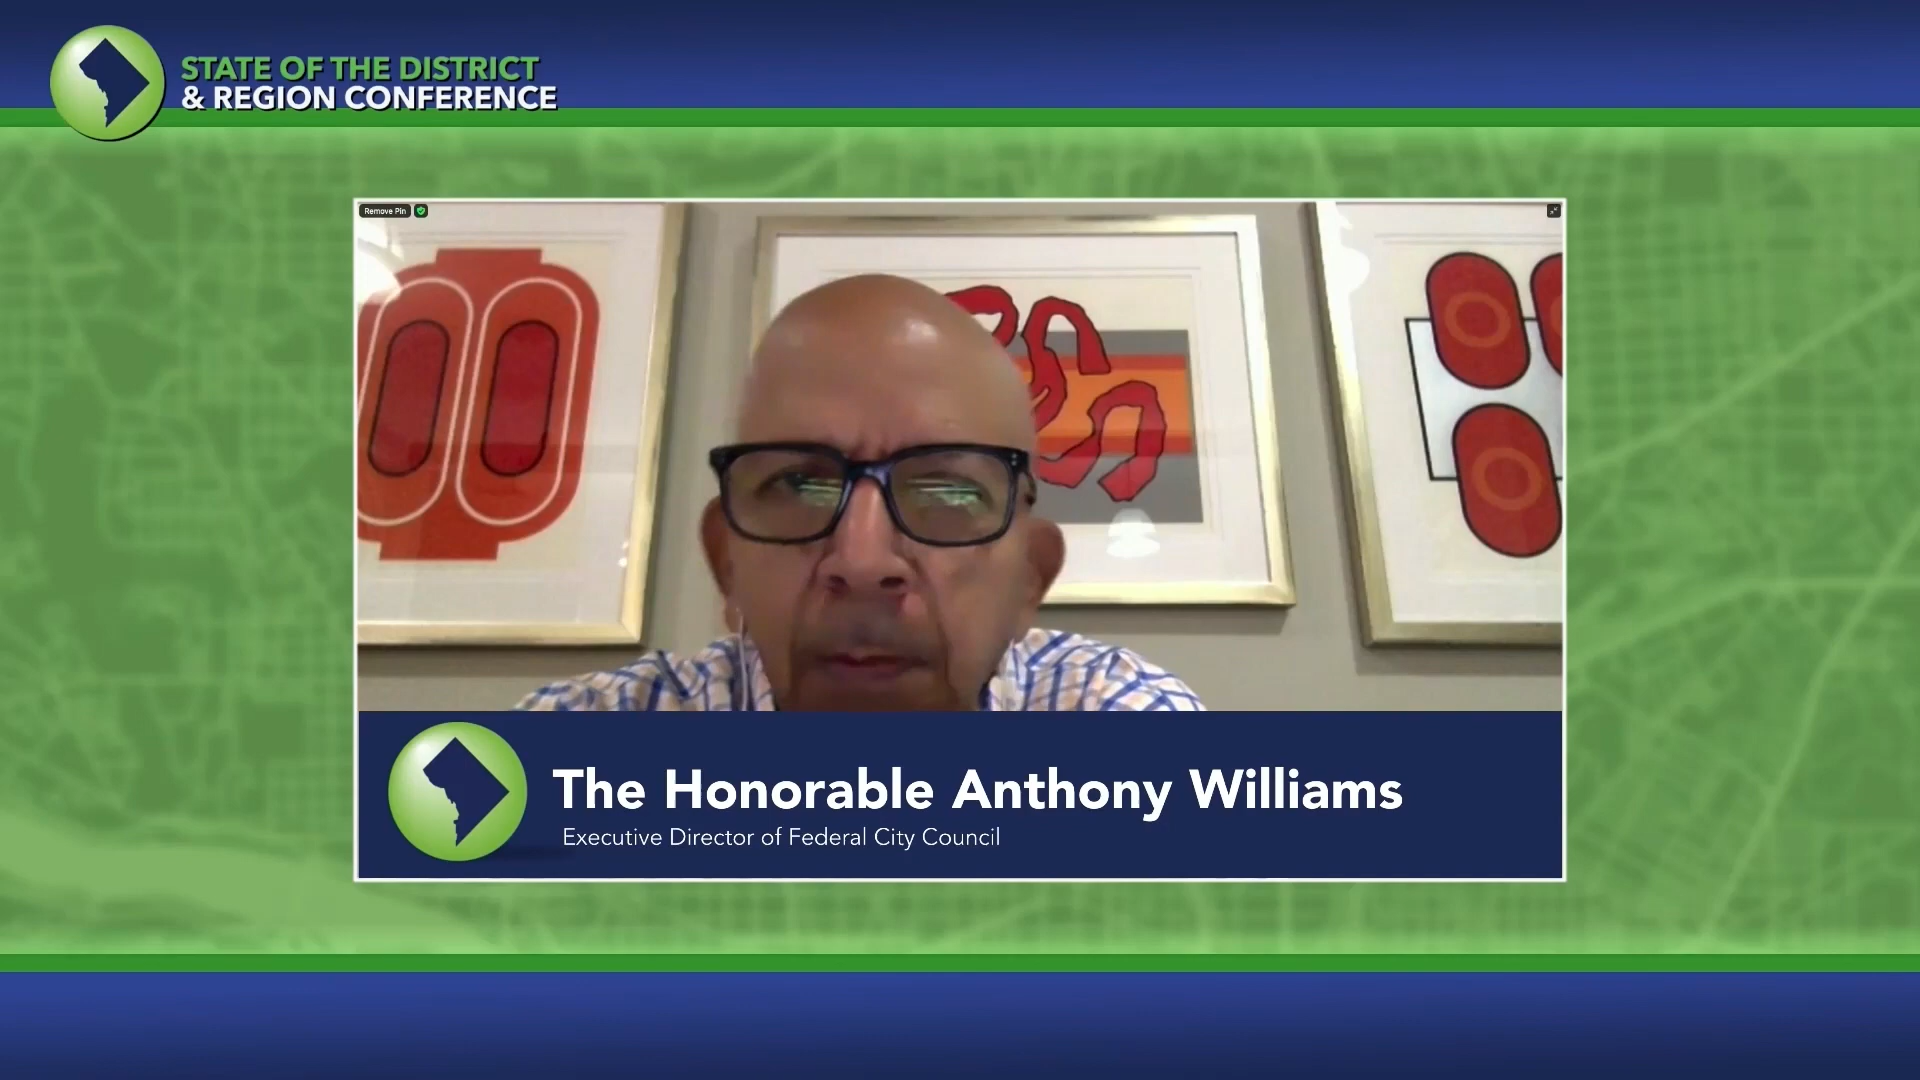 STATE OF THE DISTRICT
& REGION CONFERENCE
Remove Pin
The Honorable Anthony Williams
Executive Director of Federal City Council